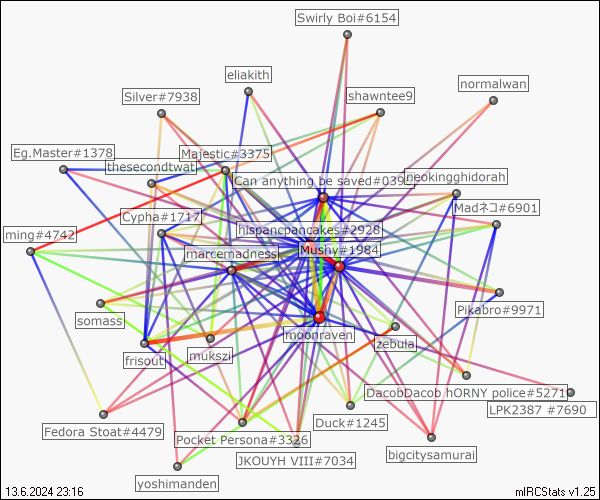 Swirly Boi#6154
eliakith
normalwan
Silver#7938
shawntee9
Eg.Master#1378
Majestic#3375
thesecondtwat
Can anything be saved#039
neokingghidorah
Cypha#1717
Madネコ#6901
hispancpencakes#2928
ming#4742
marcemadness
Mushy#1984
Pikabro#9971
somass
moonraven
zebula
frisout
mukszi
DacobDacob hORNY police#5271
LPK2387 #7690
Fedora Stoat#4479
Duck#1245
Pocket Persona#3326
bigcitysamurai
JKOUYH VIII#7034
yoshimanden
13.6.2024 23:16
mIRCStats v1.25